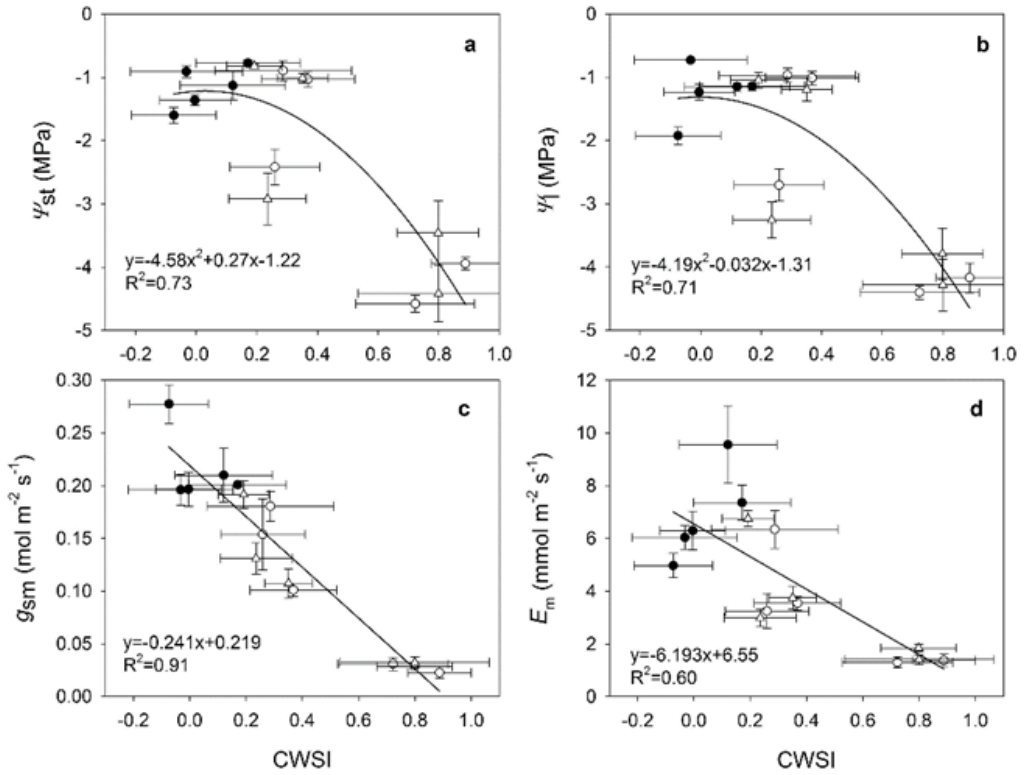 0
-1
-2
-3
-4
-5
Ψst (MPa)
a
y=-4.58x²+0.27x-1.22
R²=0.73
-0.2 0.0 0.2 0.4 0.6 0.8 1.0
0
-1
-2
-3
-4
-5
Ψl (MPa)
b
y=-4.19x²-0.032x-1.31
R²=0.71
-0.2 0.0 0.2 0.4 0.6 0.8 1.0
0.30
0.25
0.20
0.15
0.10
0.05
0.00
gsm (mol m⁻² s⁻¹)
c
y=-0.241x+0.219
R²=0.91
-0.2 0.0 0.2 0.4 0.6 0.8 1.0
CWSI
12
10
8
6
4
2
0
Em (mmol m⁻² s⁻¹)
d
y=-6.193x+6.55
R²=0.60
-0.2 0.0 0.2 0.4 0.6 0.8 1.0
CWSI